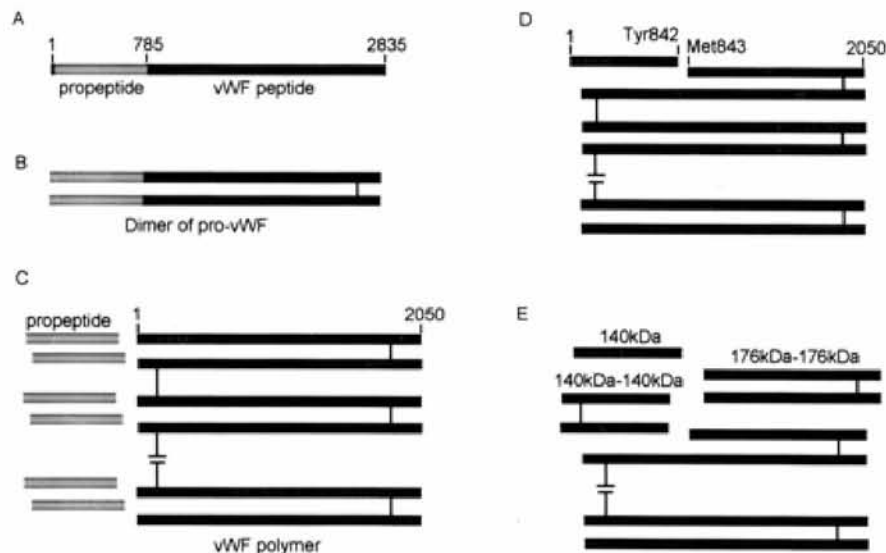 A
1 785 2835
propeptide vWF peptide
B
Dimer of pro-vWF
C
propeptide
1 2050
vWF polymer
D
1 Tyr842 Met843 2050
E
140kDa
140kDa-140kDa
176kDa-176kDa